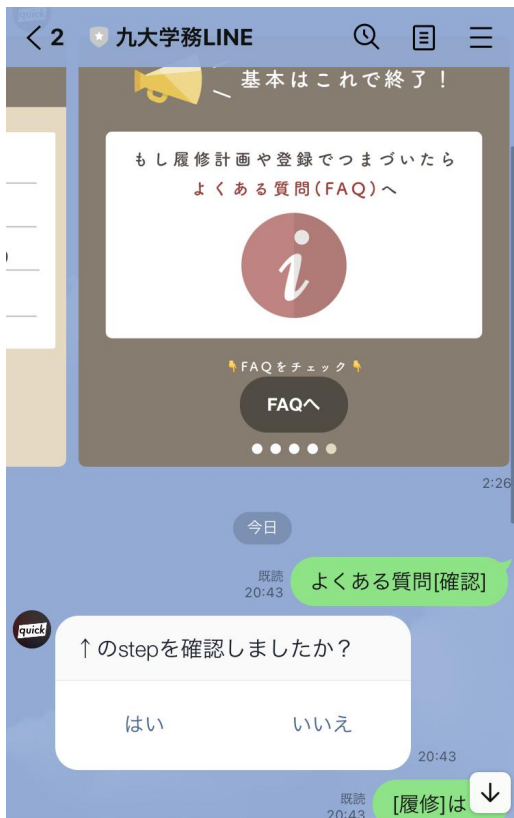 2
九大学務LINE
基本はこれで終了!
もし履修計画や登録でつまづいたら
よくある質問(FAQ)へ
i
👇FAQをチェック👇
FAQへ
2:26
今日
既読
20:43
よくある質問[確認]
quick
↑のstepを確認しましたか?
はい
いいえ
20:43
既読
20:43
[履修]は